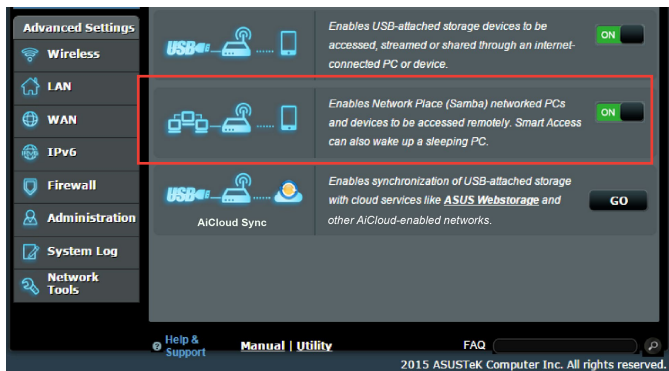 Advanced Settings
Wireless
LAN
WAN
IPv6
Firewall
Administration
System Log
Network
Tools
USB
Enables USB-attached storage devices to be
accessed, streamed or shared through an internet-
connected PC or device.
ON
Enables Network Place (Samba) networked PCs
and devices to be accessed remotely. Smart Access
can also wake up a sleeping PC.
ON
USB
AiCloud Sync
Enables synchronization of USB-attached storage
with cloud services like ASUS Webstorage and
other AiCloud-enabled networks.
GO
Help &
Support
Manual | Utility
FAQ
2015 ASUSTeK Computer Inc. All rights reserved.